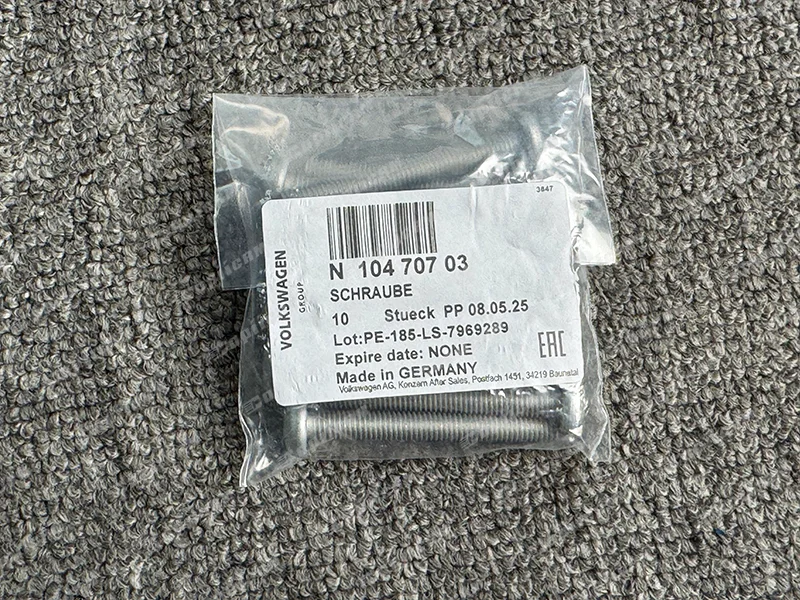 3847
VOLKSWAGEN
GROUP
N 104 707 03
SCHRAUBE
10 Stueck PP 08.05.25
Lot:PE-185-LS-7969289
Expire date: NONE
EAC
Made in GERMANY
Volkswagen AG, Konzern After Sales, Postfach 1451, 34219 Baunatal